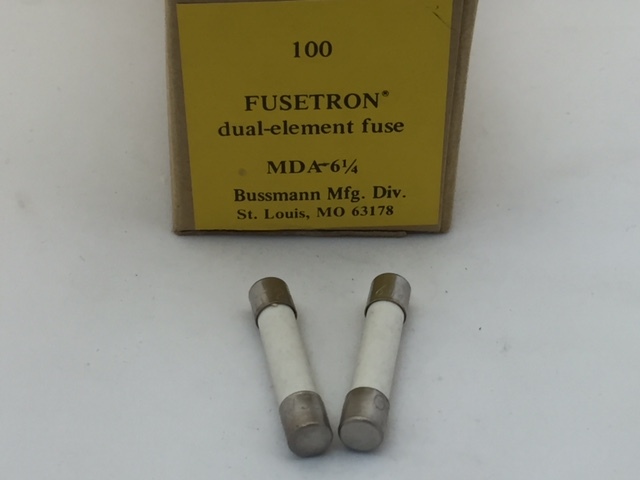 100
FUSETRON®
dual-element fuse
MDA-6¼
Bussmann Mfg. Div.
St. Louis, MO 63178